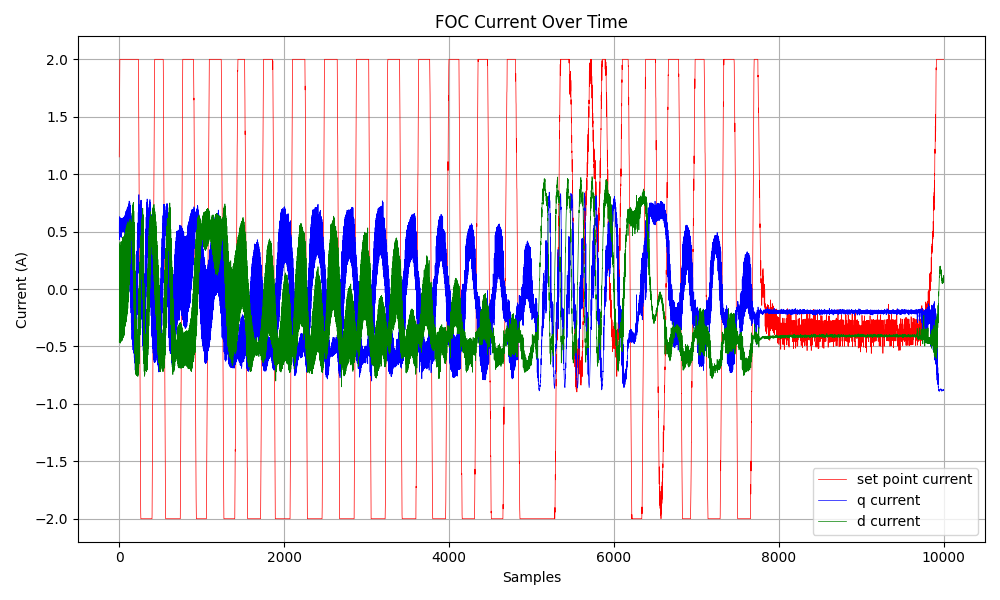 FOC Current Over Time
2.0
1.5
1.0
0.5
0.0
−0.5
−1.0
−1.5
−2.0
Current (A)
set point current
q current
d current
0
2000
4000
6000
8000
10000
Samples